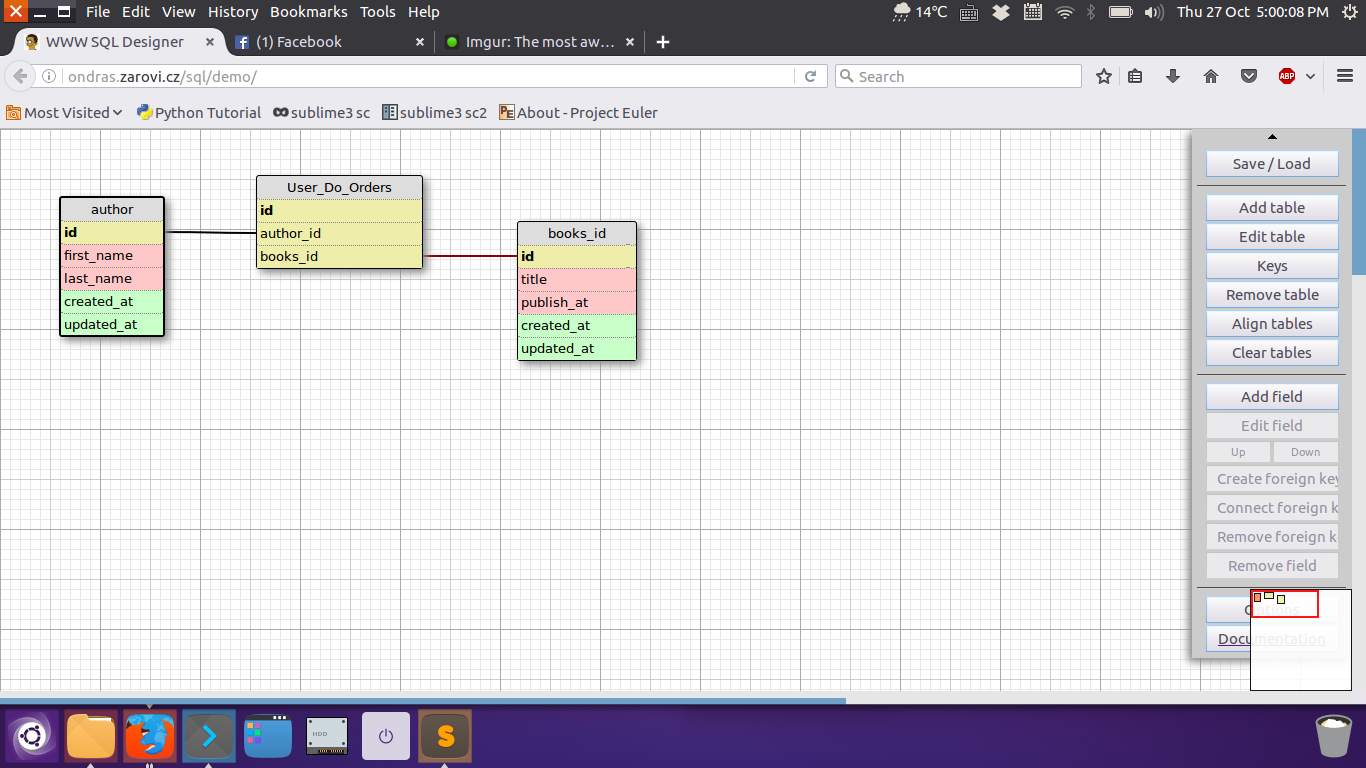 File Edit View History Bookmarks Tools Help 14°C Thu 27 Oct 5:00:08 PM
WWW SQL Designer (1) Facebook Imgur: The most aw…
ondras.zarovi.cz/sql/demo/ Search ABP
Most Visited Python Tutorial sublime3 sc sublime3 sc2 PE About - Project Euler
author
id
first_name
last_name
created_at
updated_at
User_Do_Orders
id
author_id
books_id
books_id
id
title
publish_at
created_at
updated_at
Save / Load
Add table
Edit table
Keys
Remove table
Align tables
Clear tables
Add field
Edit field
Up Down
Create foreign key
Connect foreign k
Remove foreign k
Remove field
Options
Documentation
HDD
S